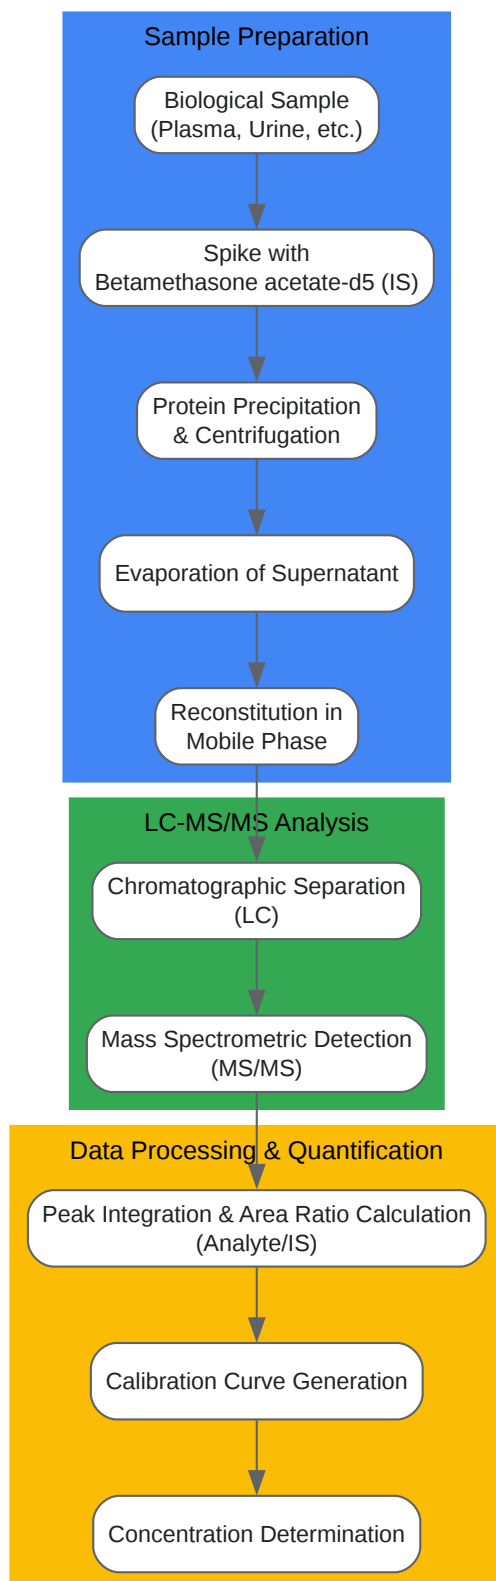 Sample Preparation
Biological Sample
(Plasma, Urine, etc.)
Spike with
Betamethasone acetate-d5 (IS)
Protein Precipitation
& Centrifugation
Evaporation of Supernatant
Reconstitution in
Mobile Phase
LC-MS/MS Analysis
Chromatographic Separation
(LC)
Mass Spectrometric Detection
(MS/MS)
Data Processing & Quantification
Peak Integration & Area Ratio Calculation
(Analyte/IS)
Calibration Curve Generation
Concentration Determination